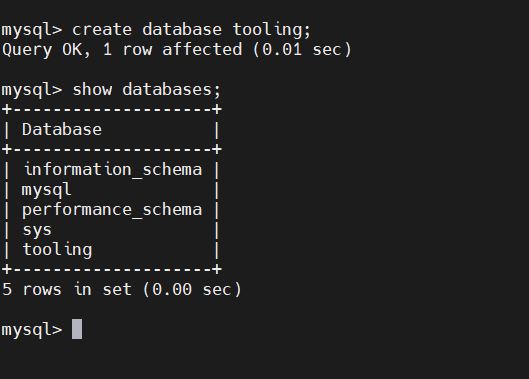 mysql> create database tooling;
Query OK, 1 row affected (0.01 sec)
mysql> show databases;
+--------------------+
| Database           |
+--------------------+
| information_schema |
| mysql              |
| performance_schema |
| sys                |
| tooling            |
+--------------------+
5 rows in set (0.00 sec)
mysql>